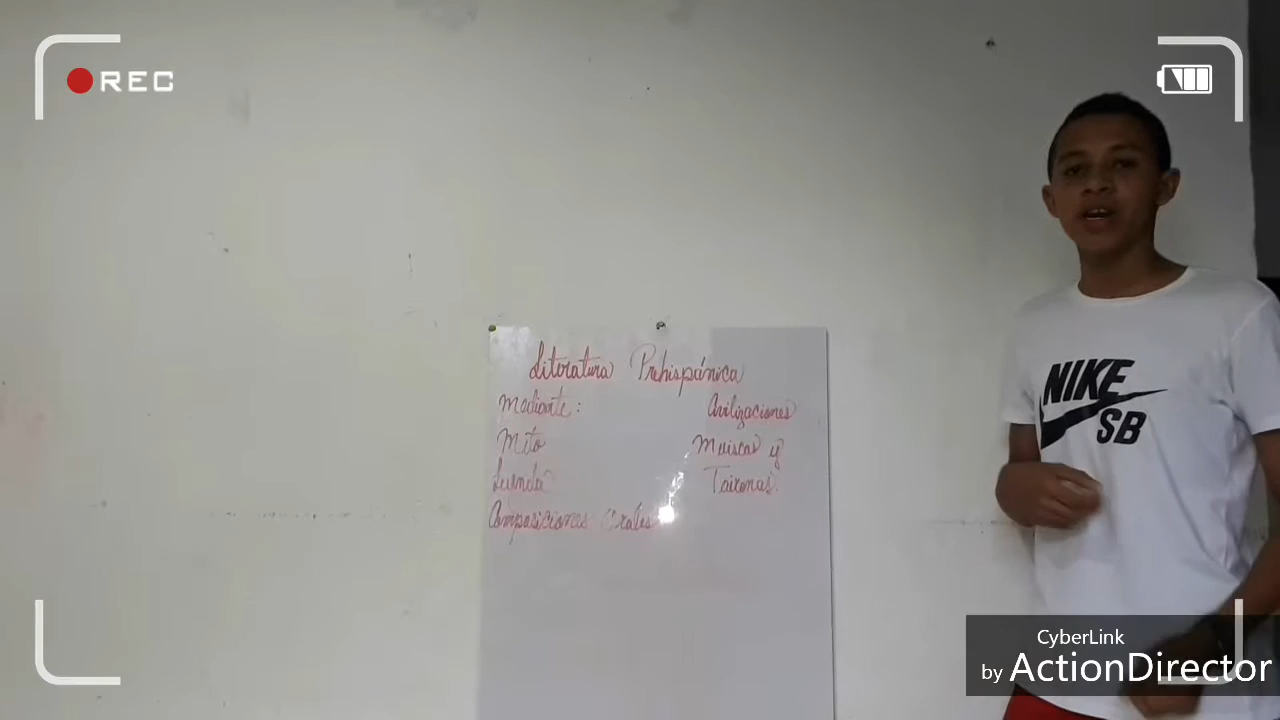 REC
Literatura Prehispánica
Mediante: Civilizaciones
Mito Muiscas y
Leyenda Taironas.
Composiciones Orales
NIKE
SB
CyberLink
by ActionDirector